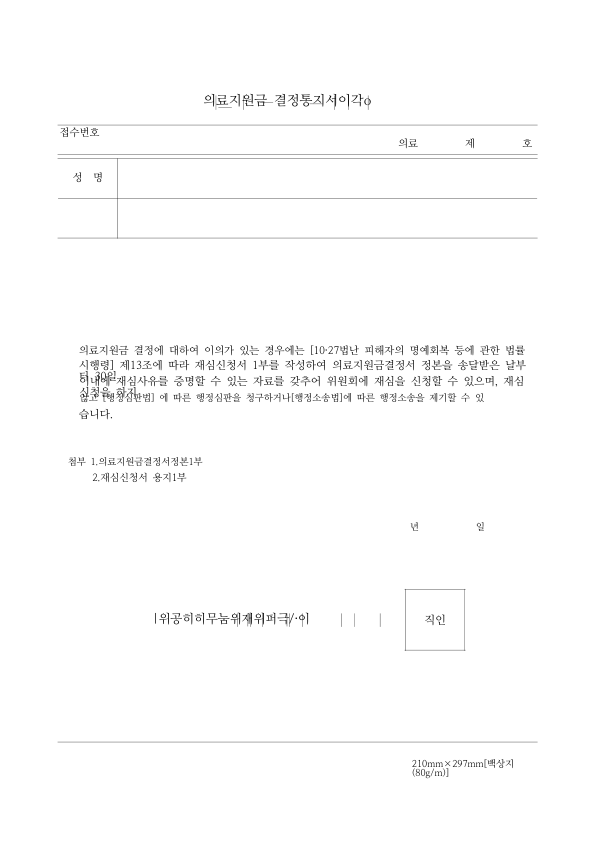 의료지원금 결정통지서이각o
접수번호
의료 제 호
성 명
의료지원금 결정에 대하여 이의가 있는 경우에는 [10·27법난 피해자의 명예회복 등에 관한 법률
시행령] 제13조에 따라 재심신청서 1부를 작성하여 의료지원금결정서 정본을 송달받은 날부
터 30일
이내에 재심사유를 증명할 수 있는 자료를 갖추어 위원회에 재심을 신청할 수 있으며, 재심
신청을 하지
않고 [행정심판법] 에 따른 행정심판을 청구하거나[행정소송법]에 따른 행정소송을 제기할 수 있
습니다.
첨부 1.의료지원금결정서정본1부
2.재심신청서 용지1부
년 일
직인
210mm×297mm[백상지
(80g/m)]